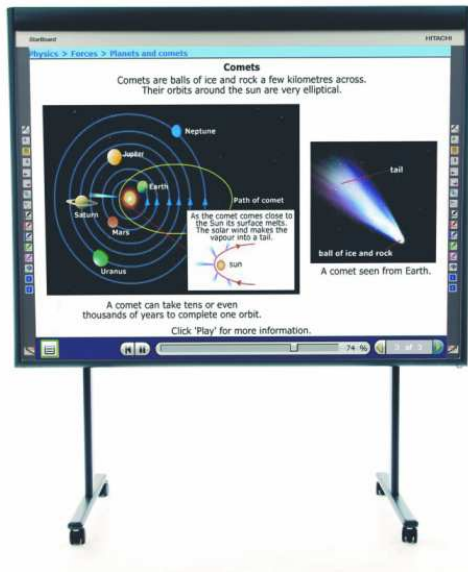 StarBoard
HITACHI
Physics > Forces > Planets and comets
Comets
Comets are balls of ice and rock a few kilometres across.
Their orbits around the sun are very elliptical.
Neptune
Jupiter
Earth
Saturn
Mars
Uranus
Path of comet
As the comet comes close to
the Sun its surface melts.
The solar wind makes the
vapour into a tail.
sun
tail
ball of ice and rock
A comet seen from Earth.
A comet can take tens or even
thousands of years to complete one orbit.
Click 'Play' for more information.
74 %
3 of 3